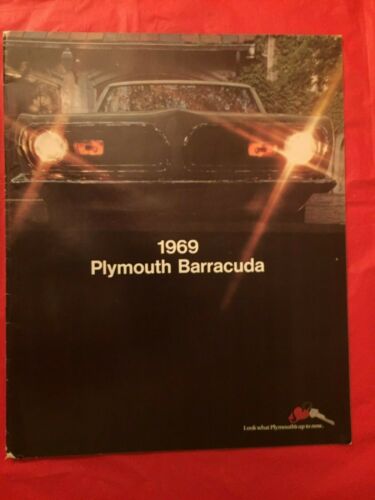 1969
Plymouth Barracuda
Look what Plymouth's up to now.